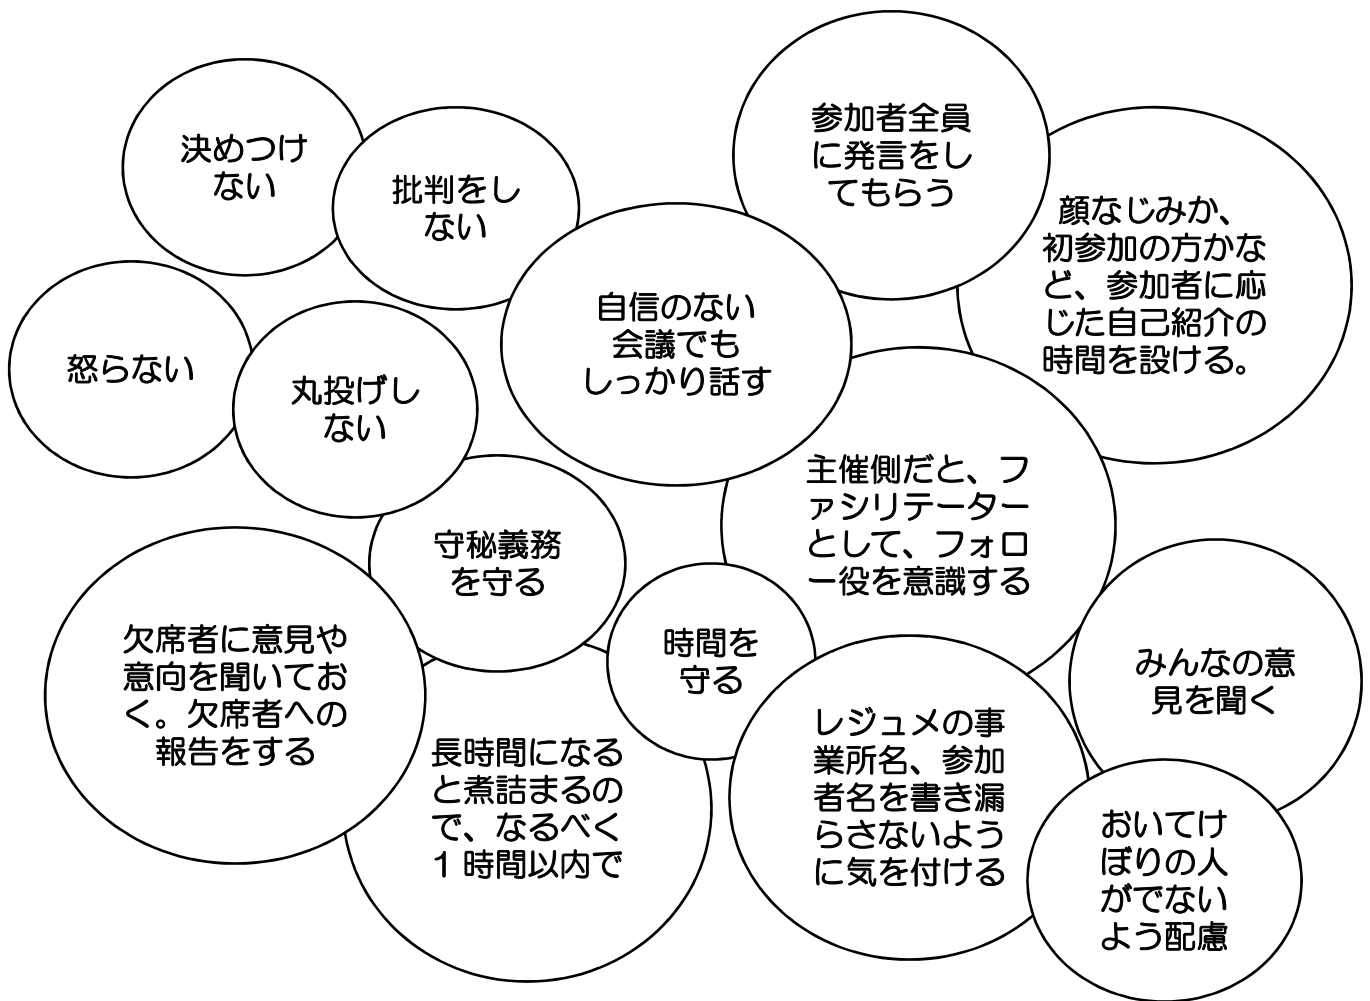 決めつけ
ない
批判をし
ない
参加者全員
に発言をし
てもらう
顔なじみか、
初参加の方かな
ど、参加者に応
じた自己紹介の
時間を設ける。
怒らない
丸投げし
ない
自信のない
会議でも
しっかり話す
主催側だと、フ
ァシリテーター
として、フォロ
ー役を意識する
守秘義務
を守る
欠席者に意見や
意向を聞いてお
く。欠席者への
報告をする
時間を
守る
みんなの意
見を聞く
長時間になる
と煮詰まるの
で、なるべく
1時間以内で
レジュメの事
業所名、参加
者名を書き漏
らさないよう
に気を付ける
おいてけ
ぼりの人
がでない
よう配慮